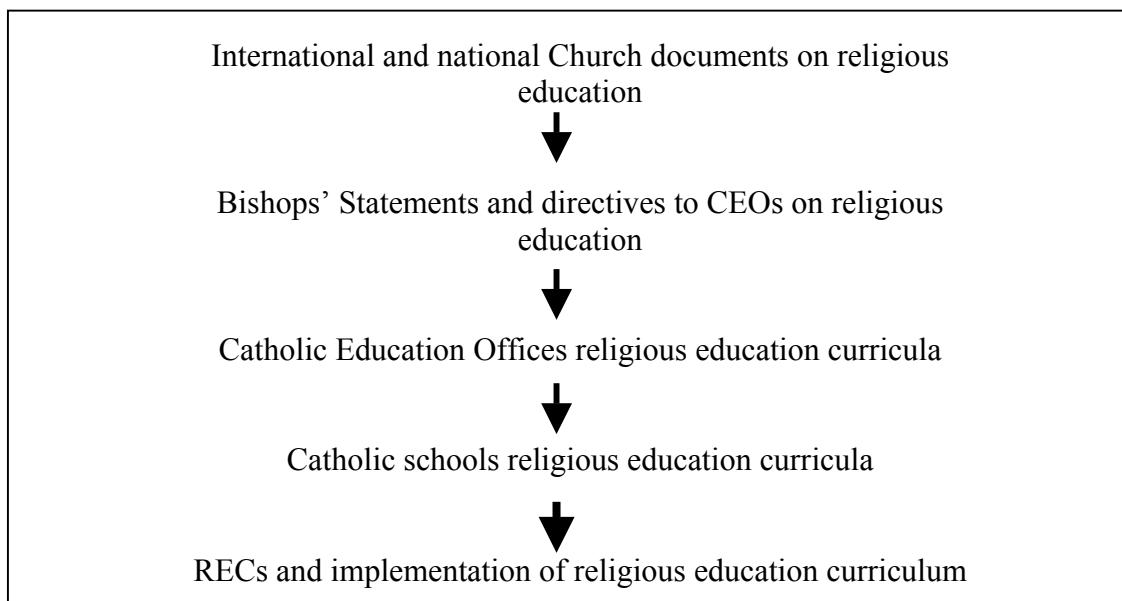 International and national Church documents on religious
education
Bishops’ Statements and directives to CEOs on religious
education
Catholic Education Offices religious education curricula
Catholic schools religious education curricula
RECs and implementation of religious education curriculum